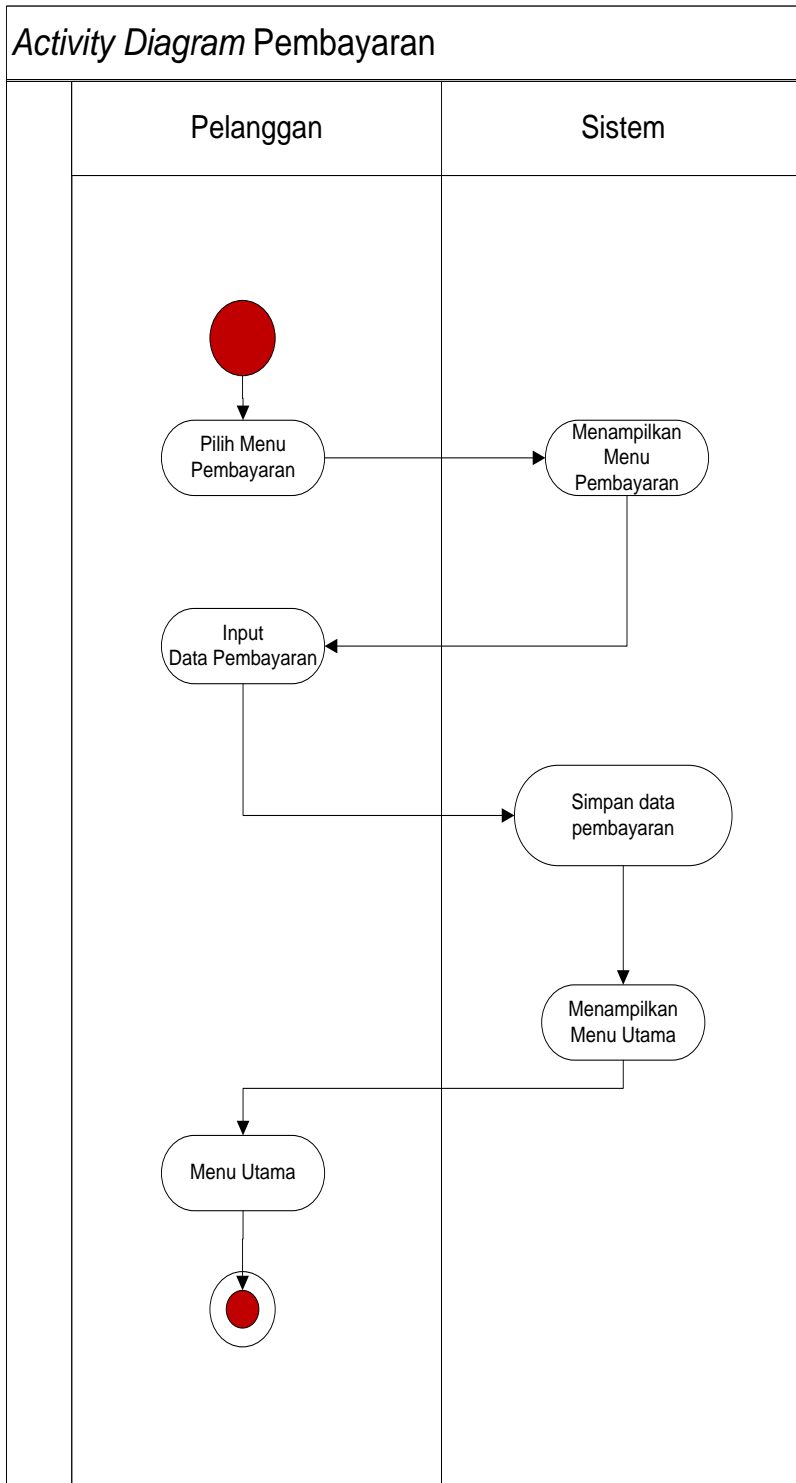 Activity Diagram Pembayaran
Pelanggan
Sistem
Pilih Menu
Pembayaran
Menampilkan
Menu
Pembayaran
Input
Data Pembayaran
Simpan data
pembayaran
Menampilkan
Menu Utama
Menu Utama